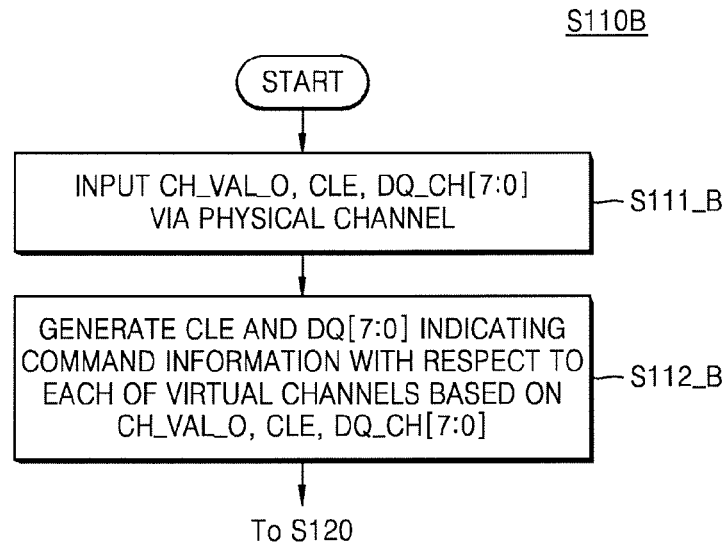 S110B
START
INPUT CH_VAL_O, CLE, DQ_CH[7:0]
VIA PHYSICAL CHANNEL
S111_B
GENERATE CLE AND DQ[7:0] INDICATING
COMMAND INFORMATION WITH RESPECT TO
EACH OF VIRTUAL CHANNELS BASED ON
CH_VAL_O, CLE, DQ_CH[7:0]
S112_B
To S120